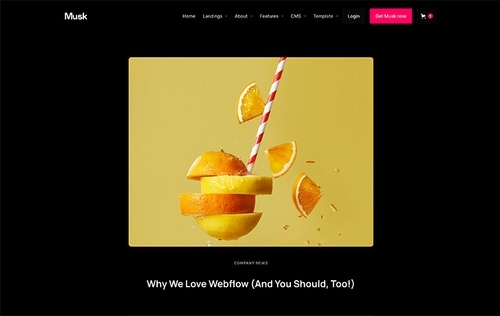 Musk
Home Landings About Features CMS Template Login Get Musk now
COMPANY NEWS
Why We Love Webflow (And You Should, Too!)